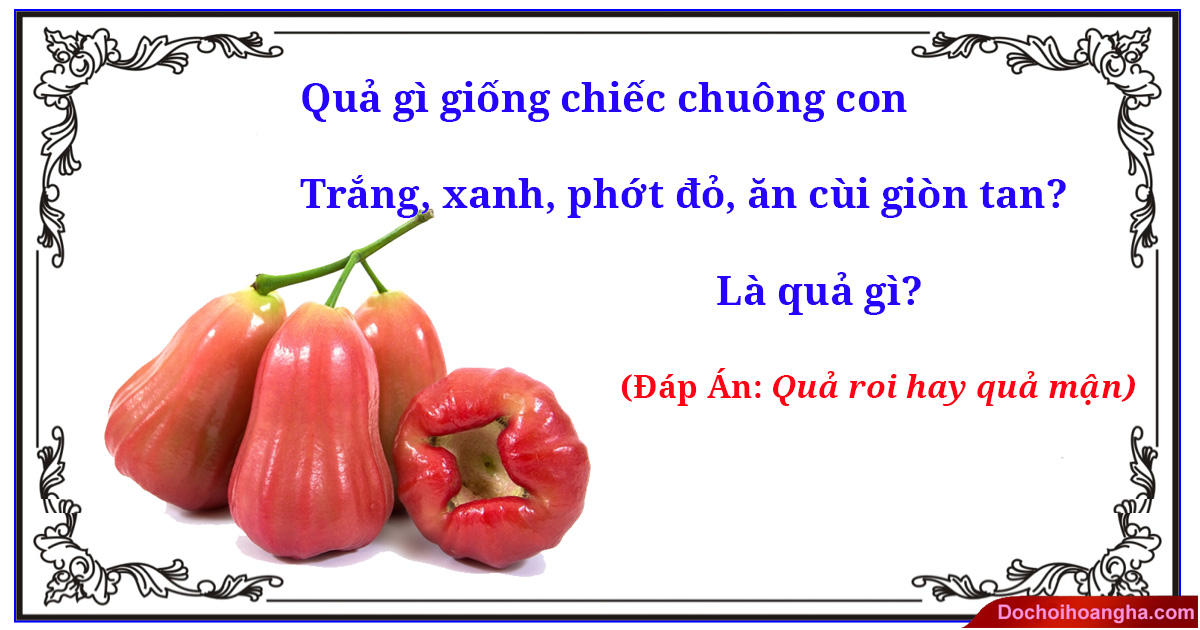 Quả gì giống chiếc chuông con
Trắng, xanh, phớt đỏ, ăn cùi giòn tan?
Là quả gì?
(Đáp Án: Quả roi hay quả mận)
Dochoihoangha.com